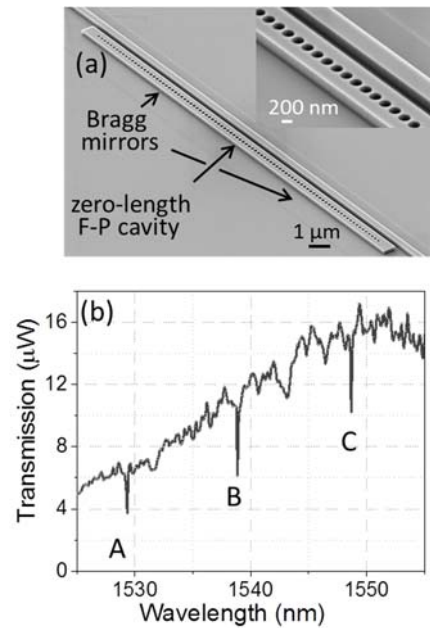 (a)
200 nm
Bragg
mirrors
zero-length
F-P cavity
1 μm
(b)
16
12
8
4
0
Transmission (μW)
A
B
C
1530
1540
1550
Wavelength (nm)